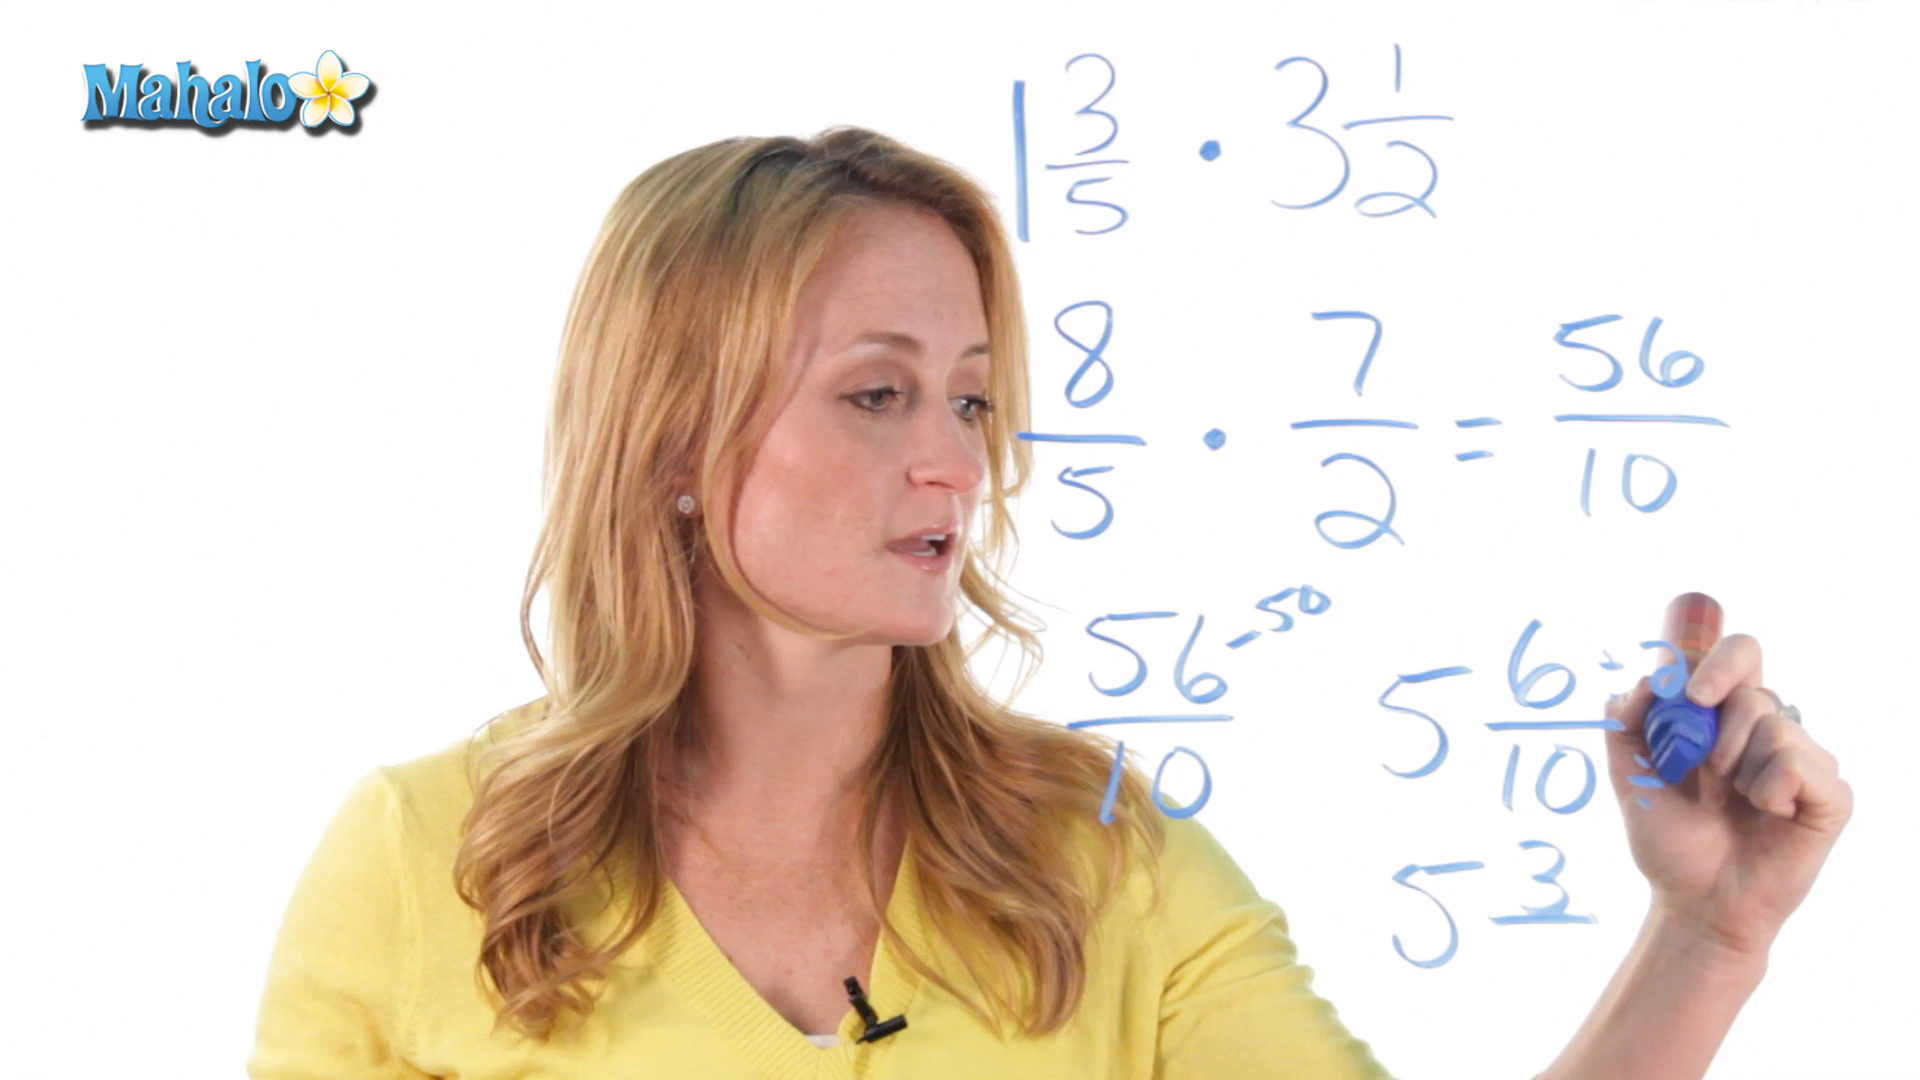 Mahalo
1 3/5 · 3 1/2
8/5 · 7/2 = 56/10
56/10 - 50
5 6/10 ÷ 2 ÷
5 3/